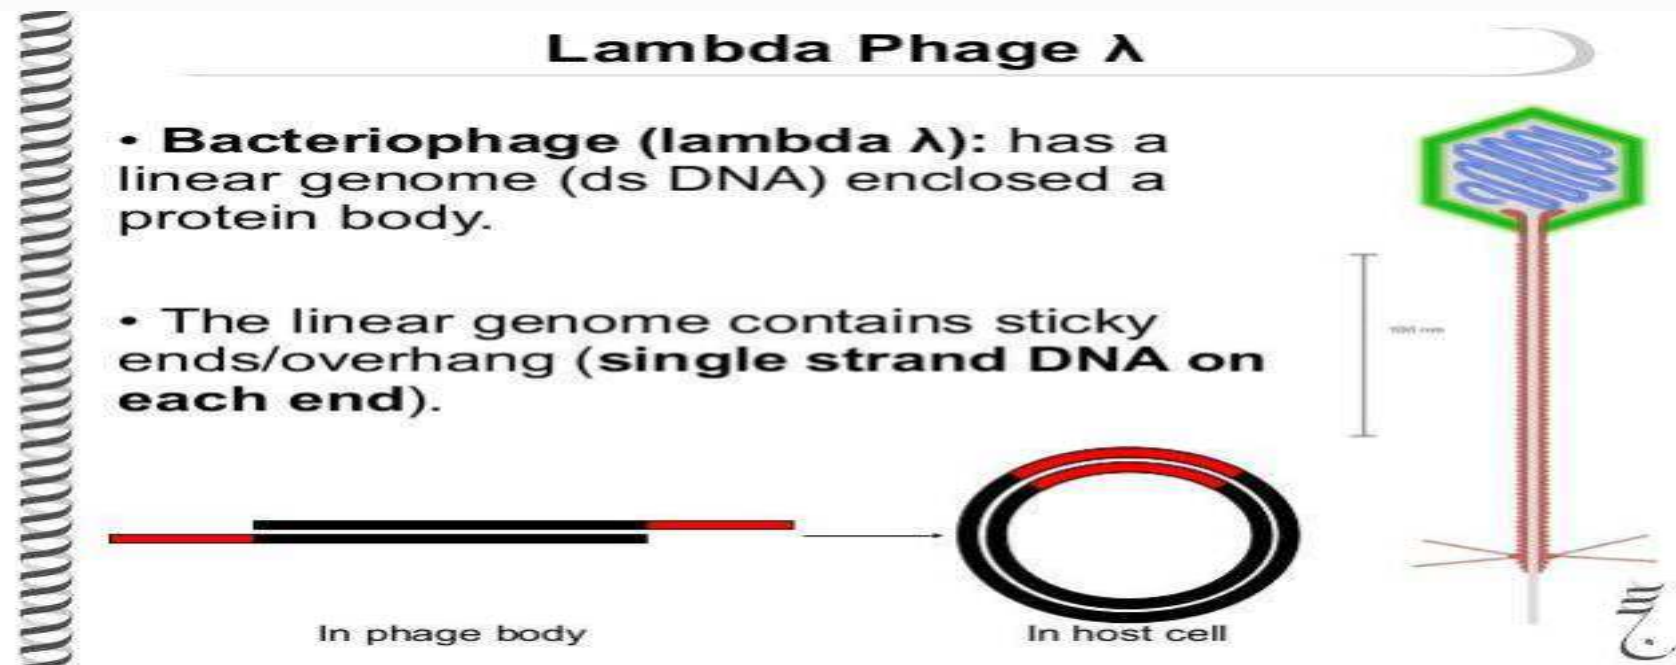 Lambda Phage λ
• Bacteriophage (lambda λ): has a
linear genome (ds DNA) enclosed a
protein body.
• The linear genome contains sticky
ends/overhang (single strand DNA on
each end).
In phage body
In host cell